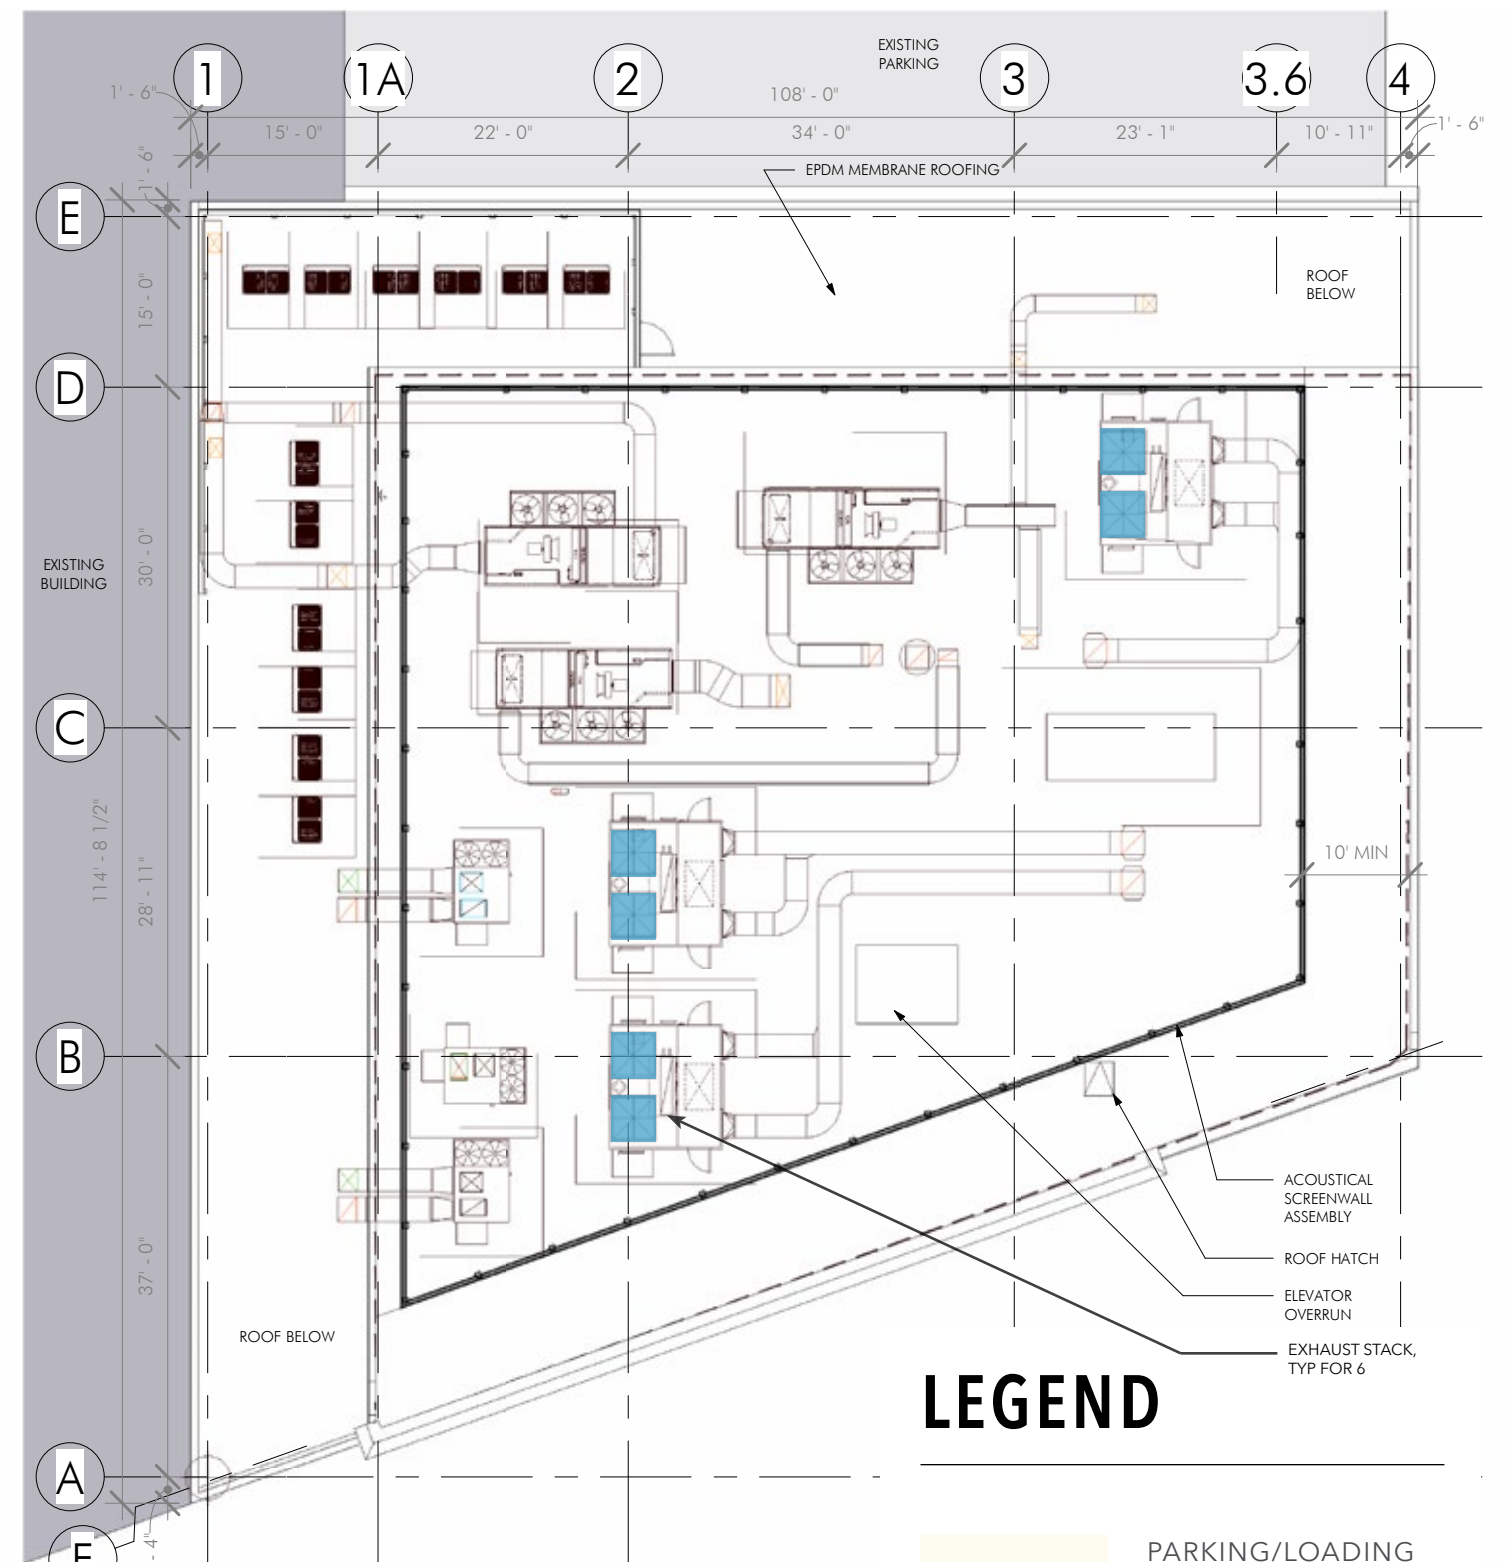 EXISTING
PARKING
1
1A
2
3
3.6
4
1' - 6"
108' - 0"
15' - 0"
22' - 0"
34' - 0"
23' - 1"
10' - 11"
1' - 6"
1' - 6"
EPDM MEMBRANE ROOFING
E
ROOF
BELOW
15' - 0"
D
EXISTING
BUILDING
30' - 0"
C
114' - 8 1/2"
28' - 11"
10' MIN
B
ACOUSTICAL
SCREENWALL
ASSEMBLY
37' - 0"
ROOF HATCH
ELEVATOR
OVERRUN
ROOF BELOW
EXHAUST STACK,
TYP FOR 6
LEGEND
A
- 4"
PARKING/LOADING